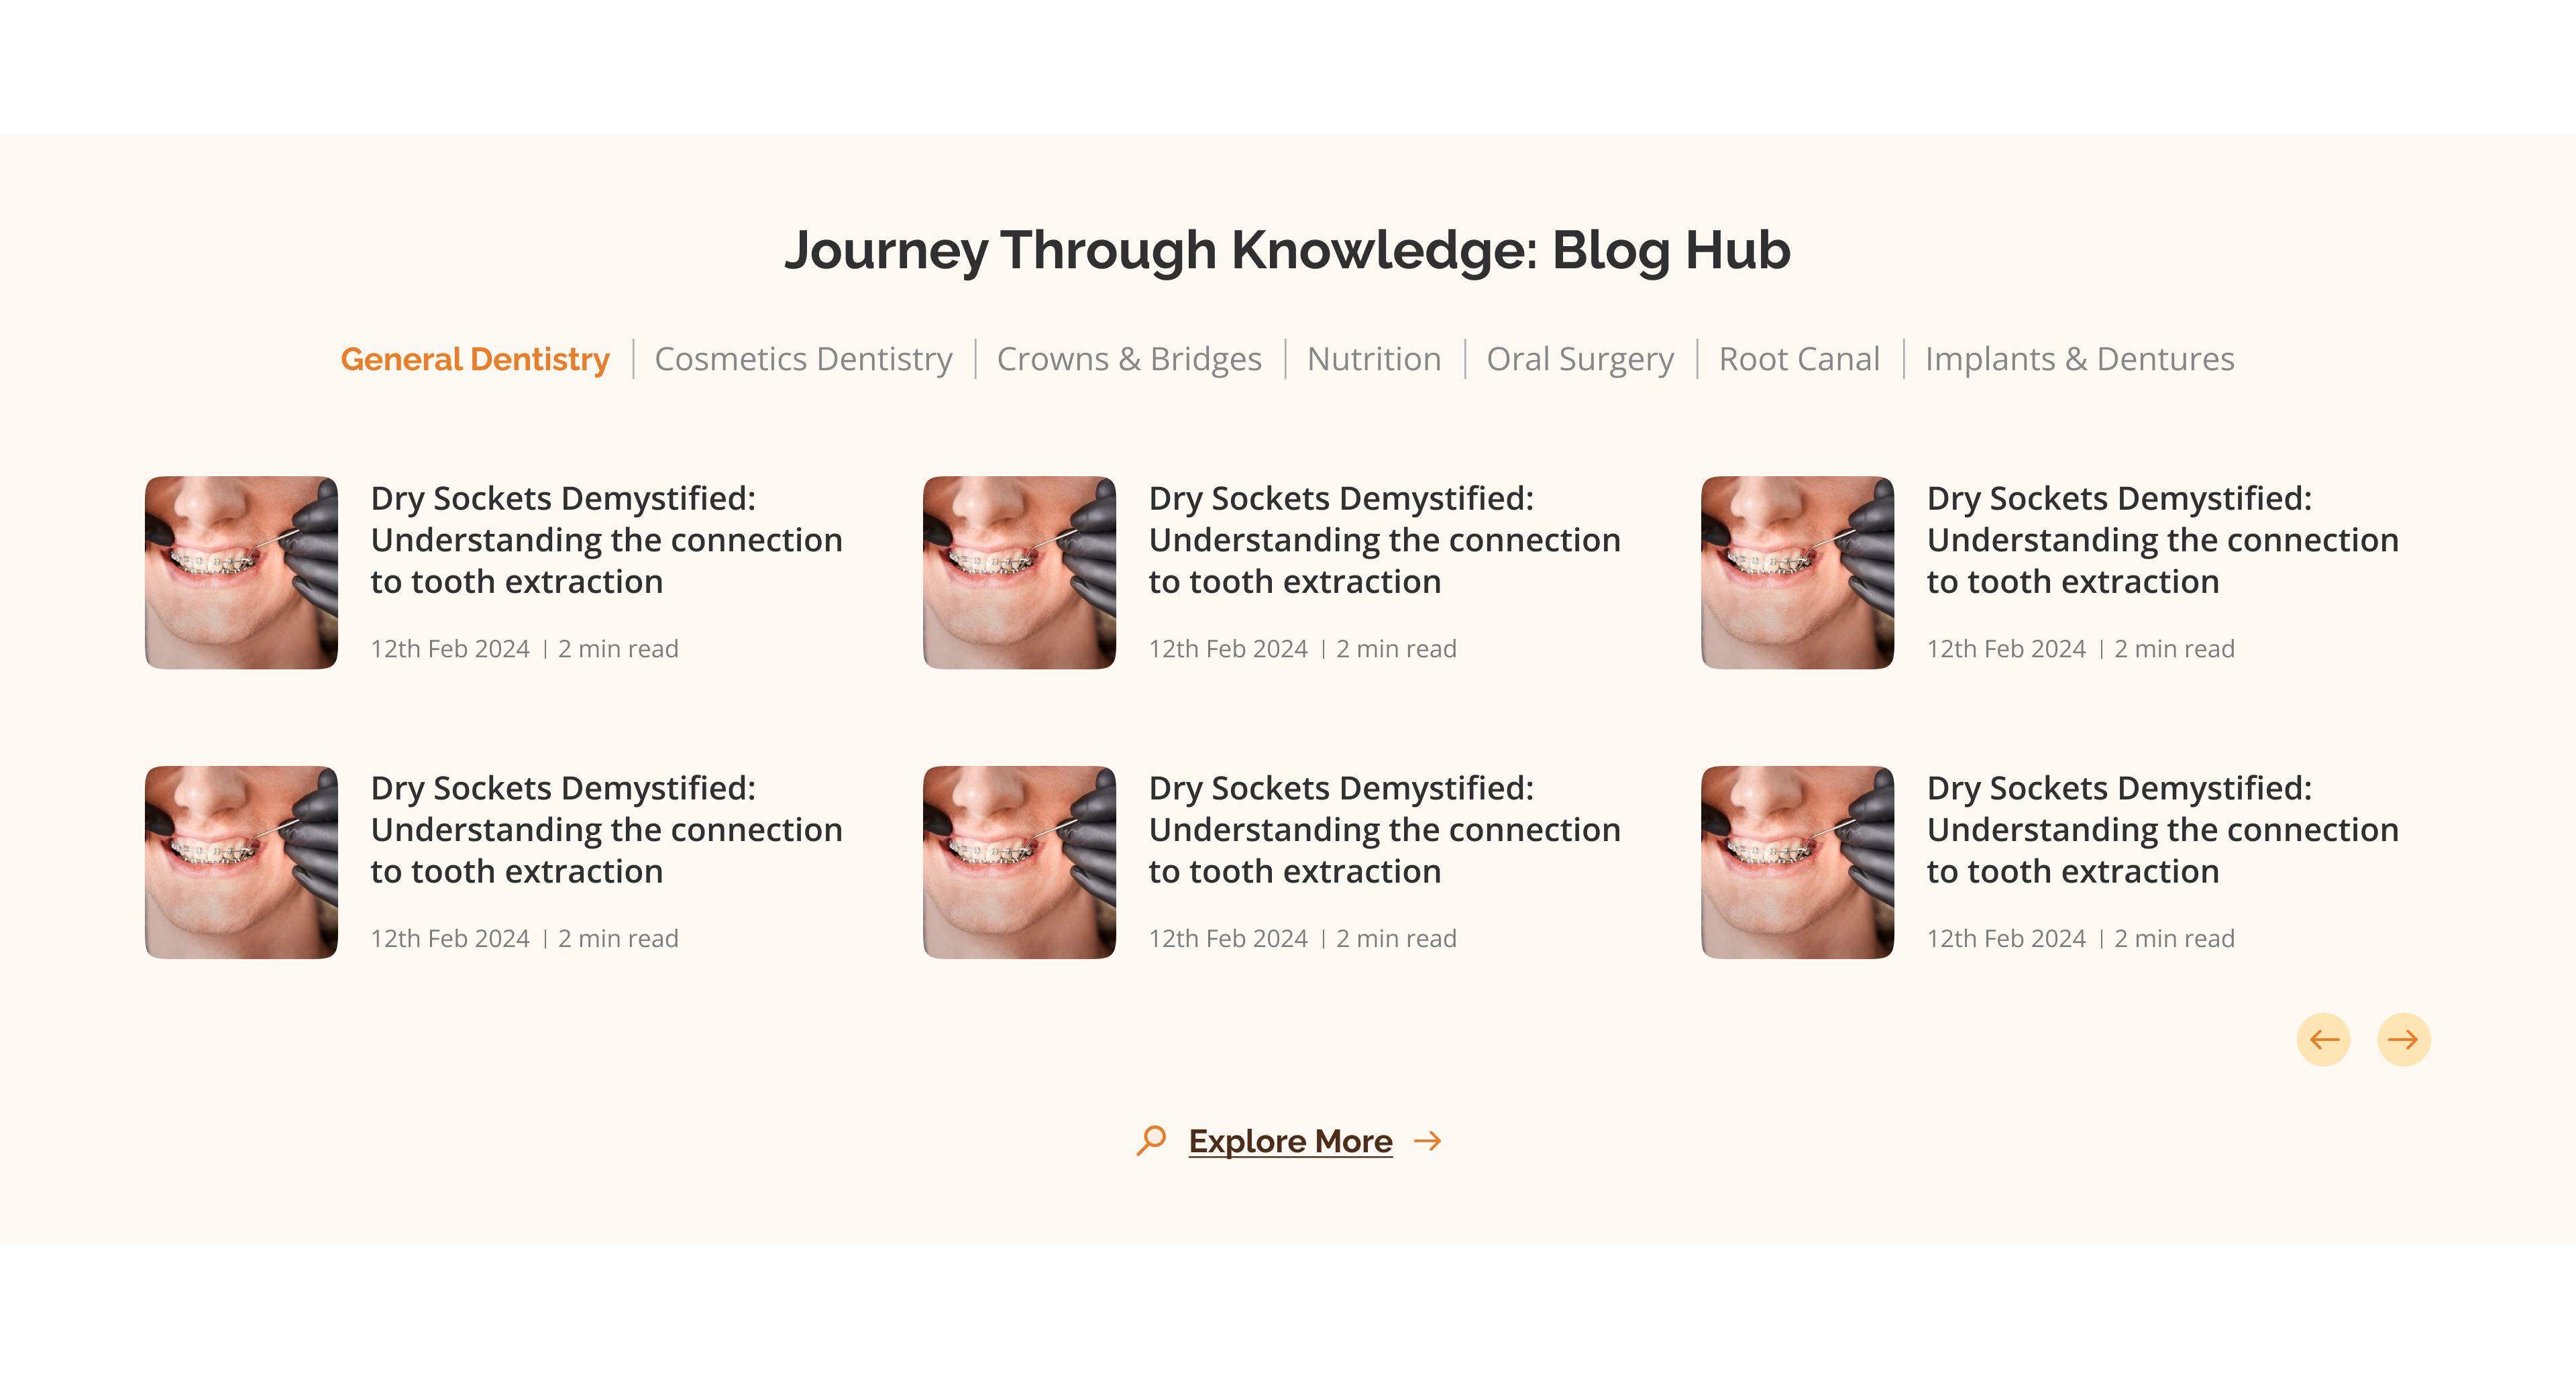 Journey Through Knowledge: Blog Hub
General Dentistry | Cosmetics Dentistry | Crowns & Bridges | Nutrition | Oral Surgery | Root Canal | Implants & Dentures
Dry Sockets Demystified:
Understanding the connection
to tooth extraction
12th Feb 2024 | 2 min read
Dry Sockets Demystified:
Understanding the connection
to tooth extraction
12th Feb 2024 | 2 min read
Dry Sockets Demystified:
Understanding the connection
to tooth extraction
12th Feb 2024 | 2 min read
Dry Sockets Demystified:
Understanding the connection
to tooth extraction
12th Feb 2024 | 2 min read
Dry Sockets Demystified:
Understanding the connection
to tooth extraction
12th Feb 2024 | 2 min read
Dry Sockets Demystified:
Understanding the connection
to tooth extraction
12th Feb 2024 | 2 min read
Explore More